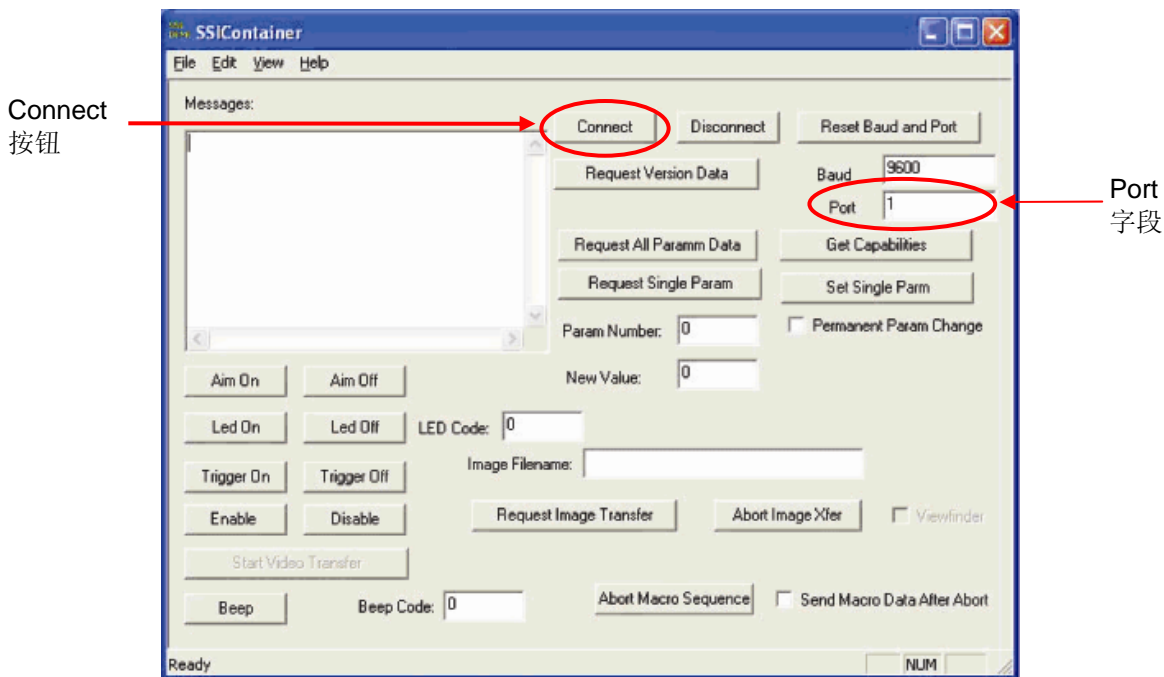 SSIContainer
File Edit View Help
Connect
按钮
Messages:
Connect Disconnect Reset Baud and Port
Request Version Data Baud 9600
Port 1
Port
字段
Request All Paramm Data Get Capabilities
Request Single Param Set Single Parm
Param Number: 0 Permanent Param Change
Aim On Aim Off New Value: 0
Led On Led Off LED Code: 0
Image Filename:
Trigger On Trigger Off
Enable Disable Request Image Transfer Abort Image Xfer Viewfinder
Start Video Transfer
Beep Beep Code: 0 Abort Macro Sequence Send Macro Data After Abort
Ready NUM